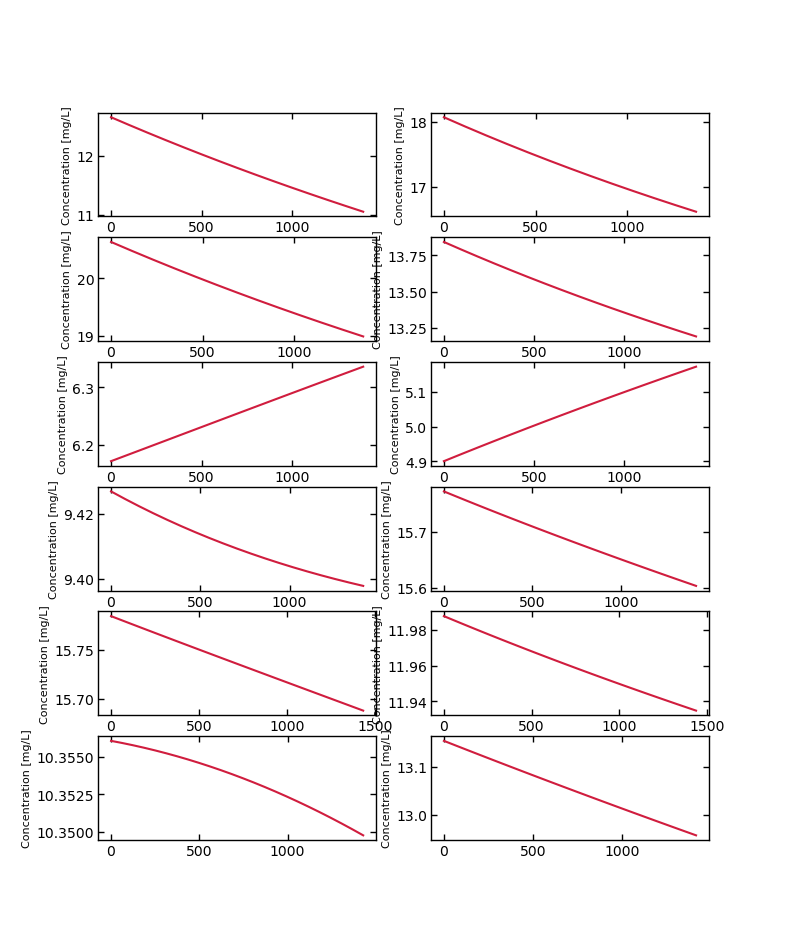 Concentration [mg/L]
12
11
0 500 1000
Concentration [mg/L]
18
17
0 500 1000
Concentration [mg/L]
20
19
0 500 1000
Concentration [mg/L]
13.75
13.50
13.25
0 500 1000
Concentration [mg/L]
6.3
6.2
0 500 1000
Concentration [mg/L]
5.1
5.0
4.9
0 500 1000
Concentration [mg/L]
9.42
9.40
0 500 1000
Concentration [mg/L]
15.7
15.6
0 500 1000
Concentration [mg/L]
15.75
15.70
0 500 1000 1500
Concentration [mg/L]
11.98
11.96
11.94
0 500 1000 1500
Concentration [mg/L]
10.3550
10.3525
10.3500
0 500 1000
Concentration [mg/L]
13.1
13.0
0 500 1000